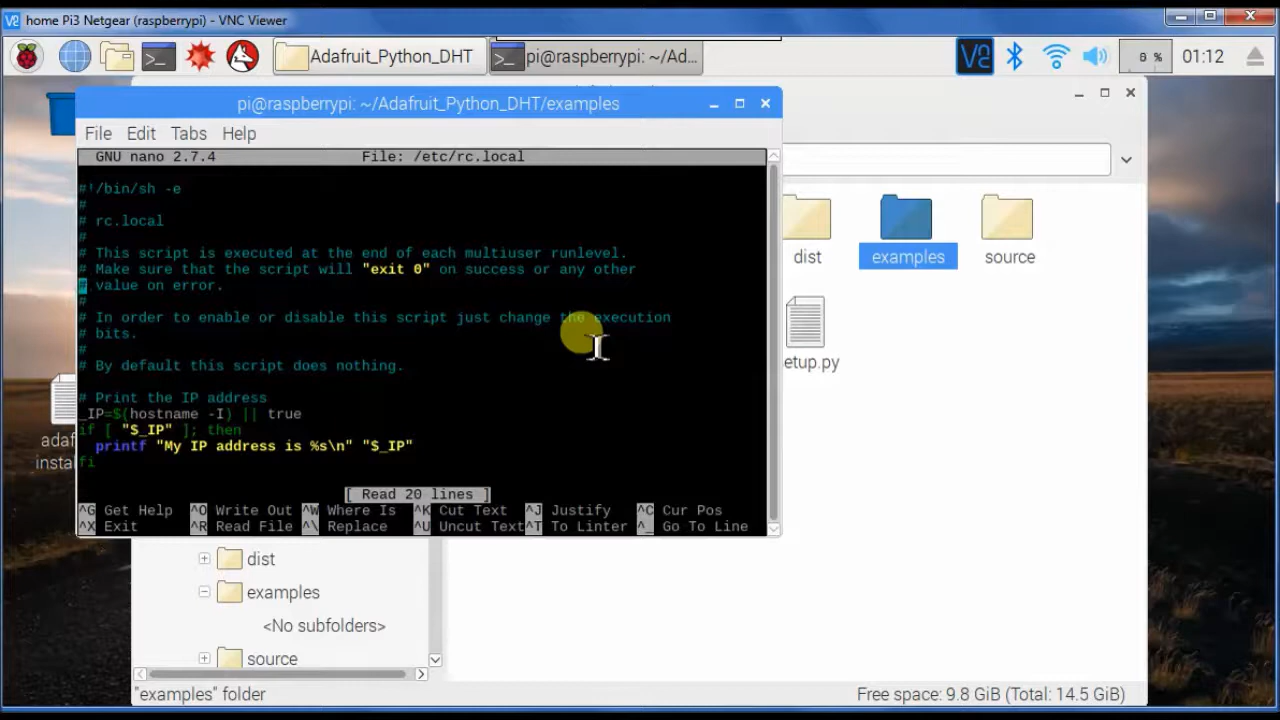 home Pi3 Netgear (raspberrypi) - VNC Viewer
Adafruit_Python_DHT
pi@raspberrypi: ~/Ad...
0 %
01:12
pi@raspberrypi: ~/Adafruit_Python_DHT/examples
File Edit Tabs Help
GNU nano 2.7.4 File: /etc/rc.local
#!/bin/sh -e
#
# rc.local
#
# This script is executed at the end of each multiuser runlevel.
# Make sure that the script will "exit 0" on success or any other
# value on error.
#
# In order to enable or disable this script just change the execution
# bits.
#
# By default this script does nothing.
# Print the IP address
_IP=$(hostname -I) || true
if [ "$_IP" ]; then
printf "My IP address is %s\n" "$_IP"
fi
[ Read 20 lines ]
^G Get Help ^O Write Out ^W Where Is ^K Cut Text ^J Justify ^C Cur Pos
^X Exit ^R Read File ^\ Replace ^U Uncut Text ^T To Linter ^_ Go To Line
dist
examples
source
etup.py
adaf
insta
dist
examples
<No subfolders>
source
"examples" folder
Free space: 9.8 GiB (Total: 14.5 GiB)